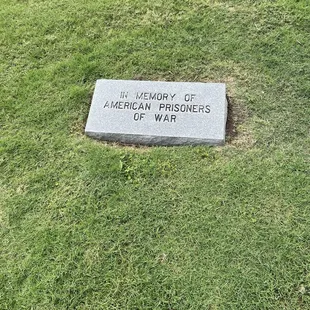 IN MEMORY OF
AMERICAN PRISONERS
OF WAR